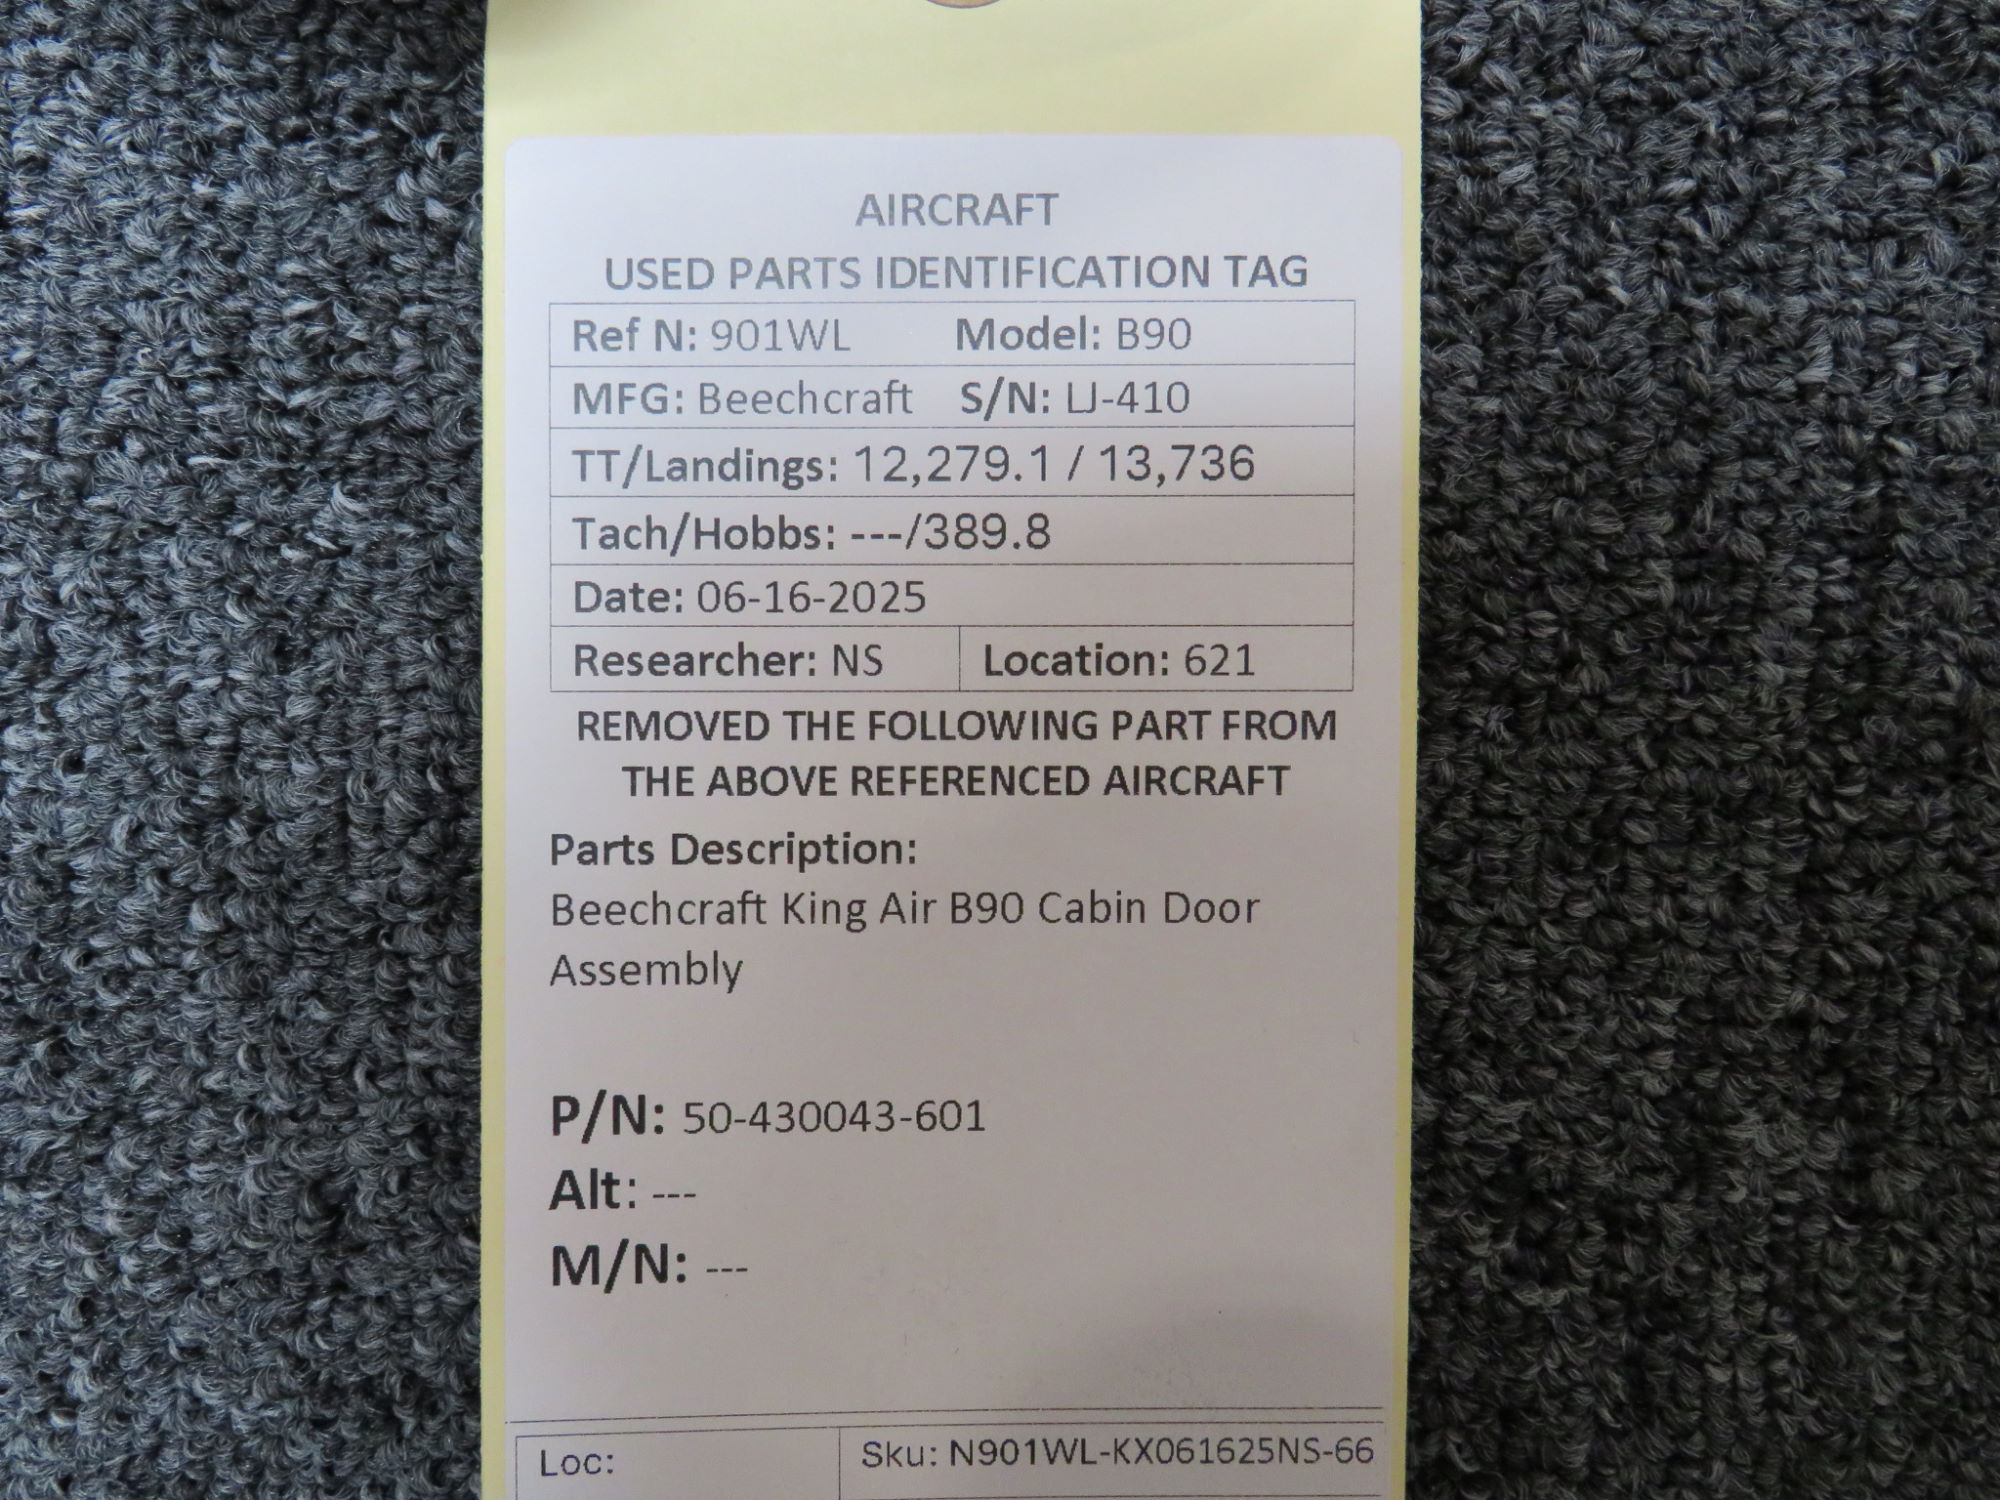 AIRCRAFT
USED PARTS IDENTIFICATION TAG
Ref N: 901WL Model: B90
MFG: Beechcraft S/N: LJ-410
TT/Landings: 12,279.1 / 13,736
Tach/Hobbs: ---/389.8
Date: 06-16-2025
Researcher: NS Location: 621
REMOVED THE FOLLOWING PART FROM
THE ABOVE REFERENCED AIRCRAFT
Parts Description:
Beechcraft King Air B90 Cabin Door
Assembly
P/N: 50-430043-601
Alt: ---
M/N: ---
Loc: Sku: N901WL-KX061625NS-66